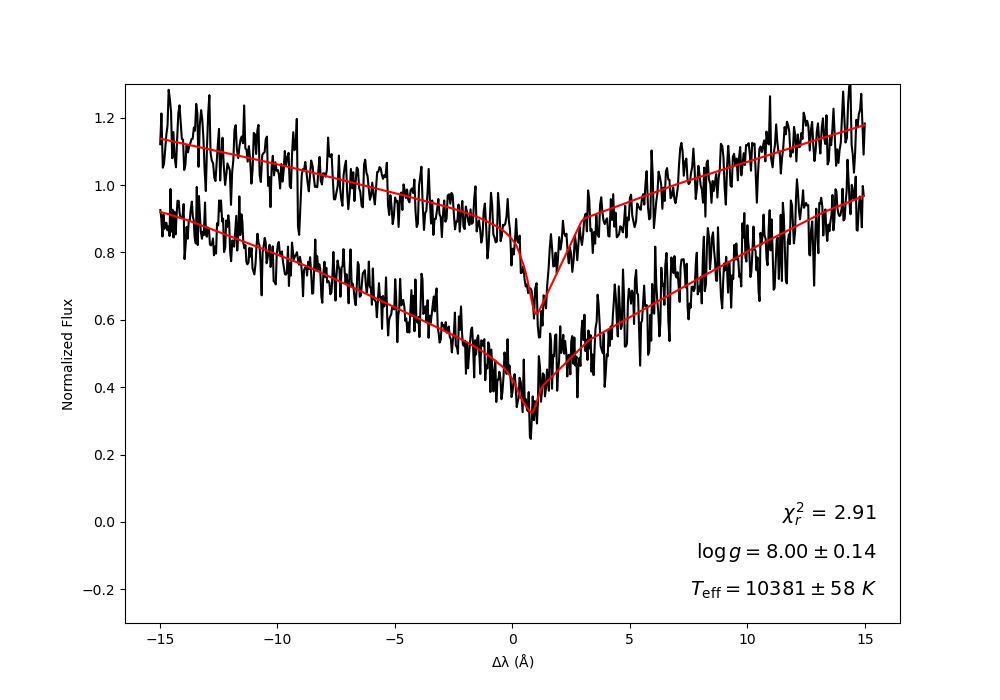 1.2
1.0
0.8
0.6
0.4
0.2
0.0
−0.2
Normalized Flux
χ²ᵣ = 2.91
log g = 8.00 ± 0.14
T_eff = 10381 ± 58 K
−15 −10 −5 0 5 10 15
Δλ (Å)